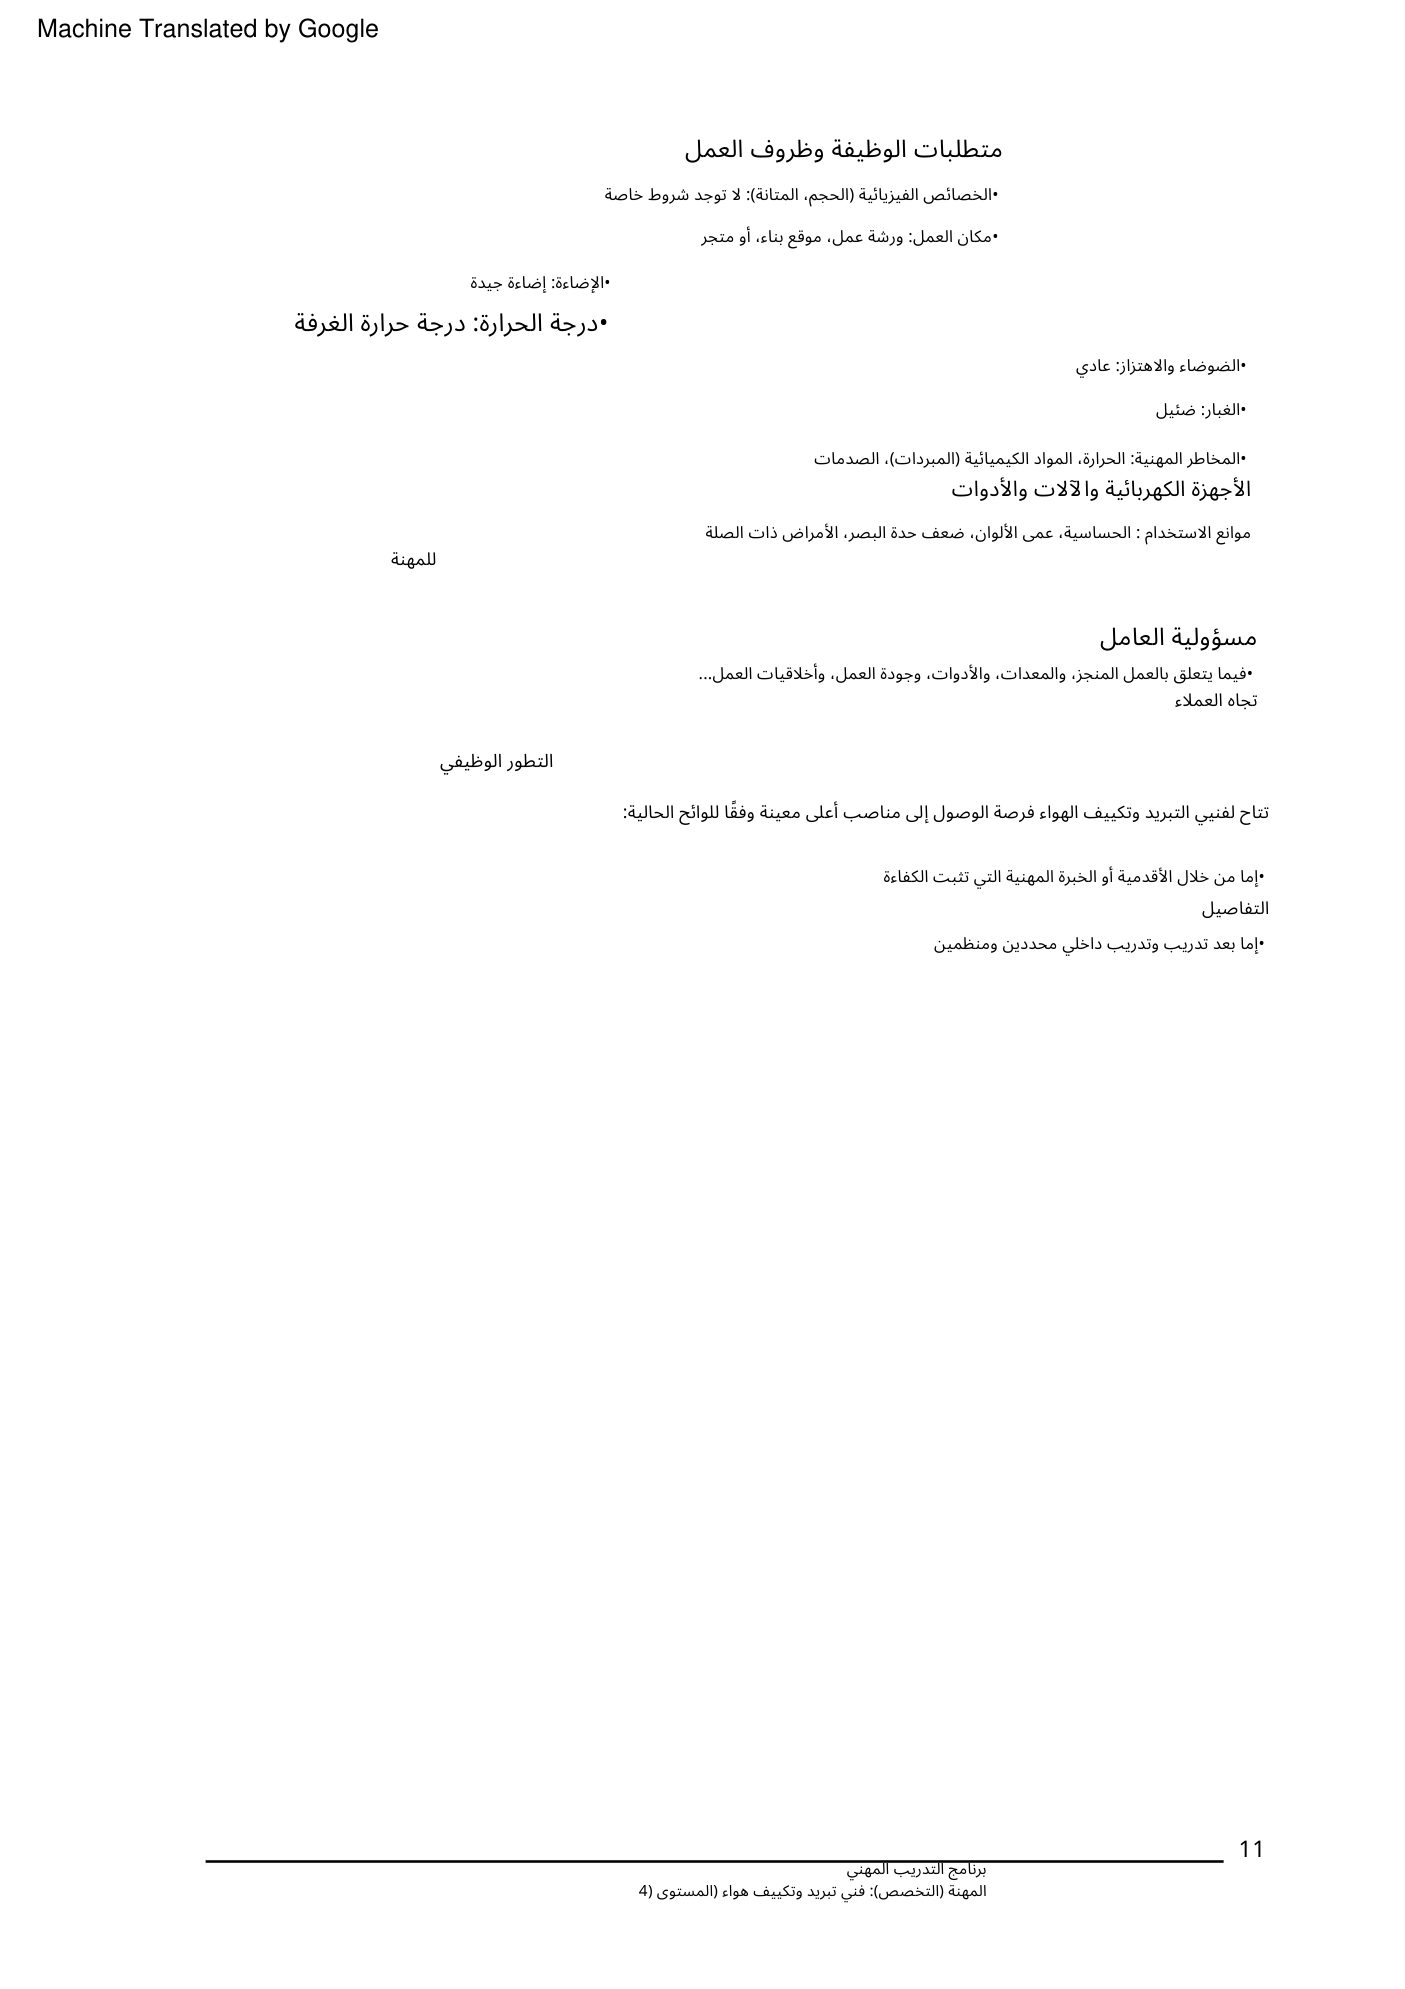 Machine Translated by Google
متطلبات الوظيفة وظروف العمل
•الخصائص الفيزيائية (الحجم، المتانة): لا توجد شروط خاصة
•مكان العمل: ورشة عمل، موقع بناء، أو متجر
•الإضاءة: إضاءة جيدة
•درجة الحرارة: درجة حرارة الغرفة
•الضوضاء والاهتزاز: عادي
•الغبار: ضئيل
•المخاطر المهنية: الحرارة، المواد الكيميائية (المبردات)، الصدمات
الأجهزة الكهربائية والآلات والأدوات
موانع الاستخدام : الحساسية، عمى الألوان، ضعف حدة البصر، الأمراض ذات الصلة
للمهنة
مسؤولية العامل
•فيما يتعلق بالعمل المنجز، والمعدات، والأدوات، وجودة العمل، وأخلاقيات العمل...
تجاه العملاء
التطور الوظيفي
تتاح لفنيي التبريد وتكييف الهواء فرصة الوصول إلى مناصب أعلى معينة وفقًا للوائح الحالية:
•إما من خلال الأقدمية أو الخبرة المهنية التي تثبت الكفاءة
التفاصيل
•إما بعد تدريب وتدريب داخلي محددين ومنظمين
11
برنامج التدريب المهني
المهنة (التخصص): فني تبريد وتكييف هواء (المستوى (4